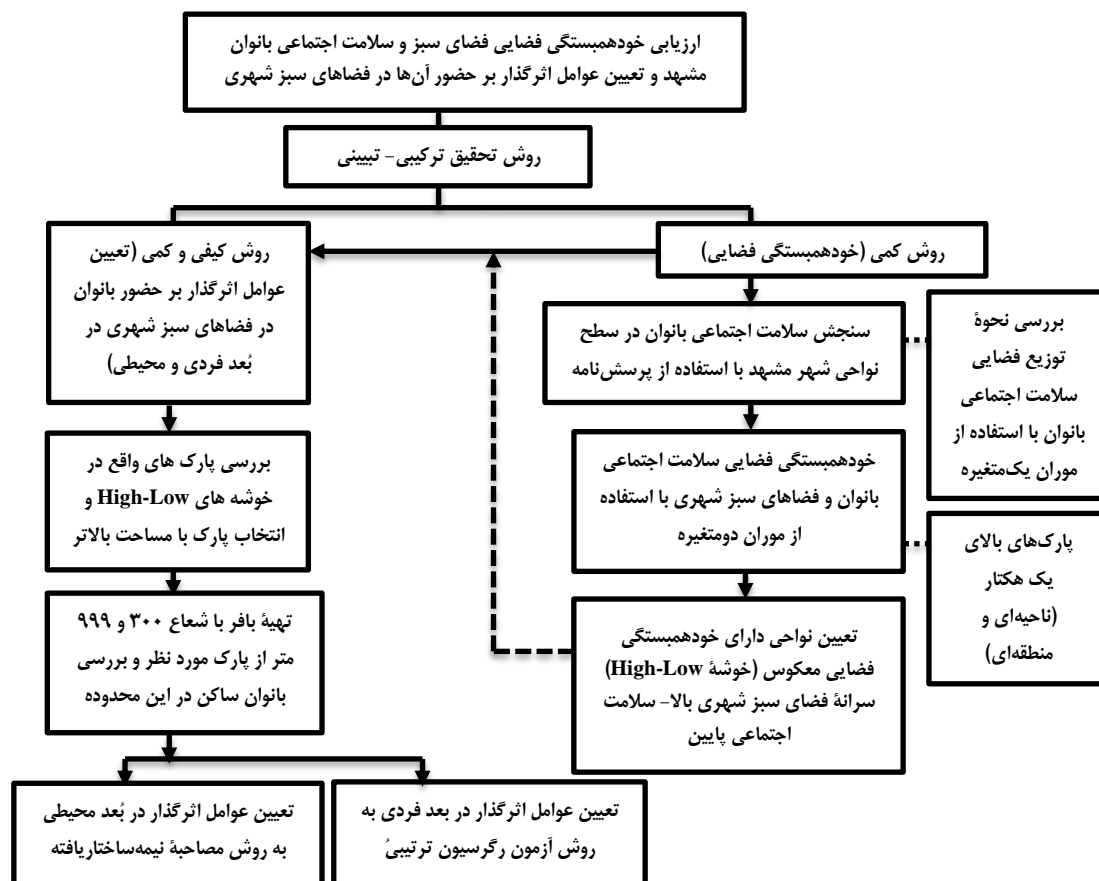 ارزیابی خودهمبستگی فضایی فضای سبز و سلامت اجتماعی بانوان
مشهد و تعیین عوامل اثرگذار بر حضور آن‌ها در فضاهای سبز شهری
روش تحقیق ترکیبی- تبیینی
روش کمی (خودهمبستگی فضایی)
سنجش سلامت اجتماعی بانوان در سطح
نواحی شهر مشهد با استفاده از پرسش‌نامه
بررسی نحوهٔ
توزیع فضایی
سلامت اجتماعی
بانوان با استفاده از
موران یک‌متغیره
خودهمبستگی فضایی سلامت اجتماعی
بانوان و فضاهای سبز شهری با استفاده
از موران دومتغیره
پارک‌های بالای
یک هکتار
(ناحیه‌ای و
منطقه‌ای)
تعیین نواحی دارای خودهمبستگی
فضایی معکوس (خوشهٔ High-Low)
سرانهٔ فضای سبز شهری بالا- سلامت
اجتماعی پایین
روش کیفی و کمی (تعیین
عوامل اثرگذار بر حضور بانوان
در فضاهای سبز شهری در
بُعد فردی و محیطی)
بررسی پارک های واقع در
خوشه های High-Low و
انتخاب پارک با مساحت بالاتر
تهیهٔ بافر با شعاع ۳۰۰ و ۹۹۹
متر از پارک مورد نظر و بررسی
بانوان ساکن در این محدوده
تعیین عوامل اثرگذار در بعد فردی به
روش آزمون رگرسیون ترتیبیُ
تعیین عوامل اثرگذار در بُعد محیطی
به روش مصاحبهٔ نیمه‌ساختاریافته